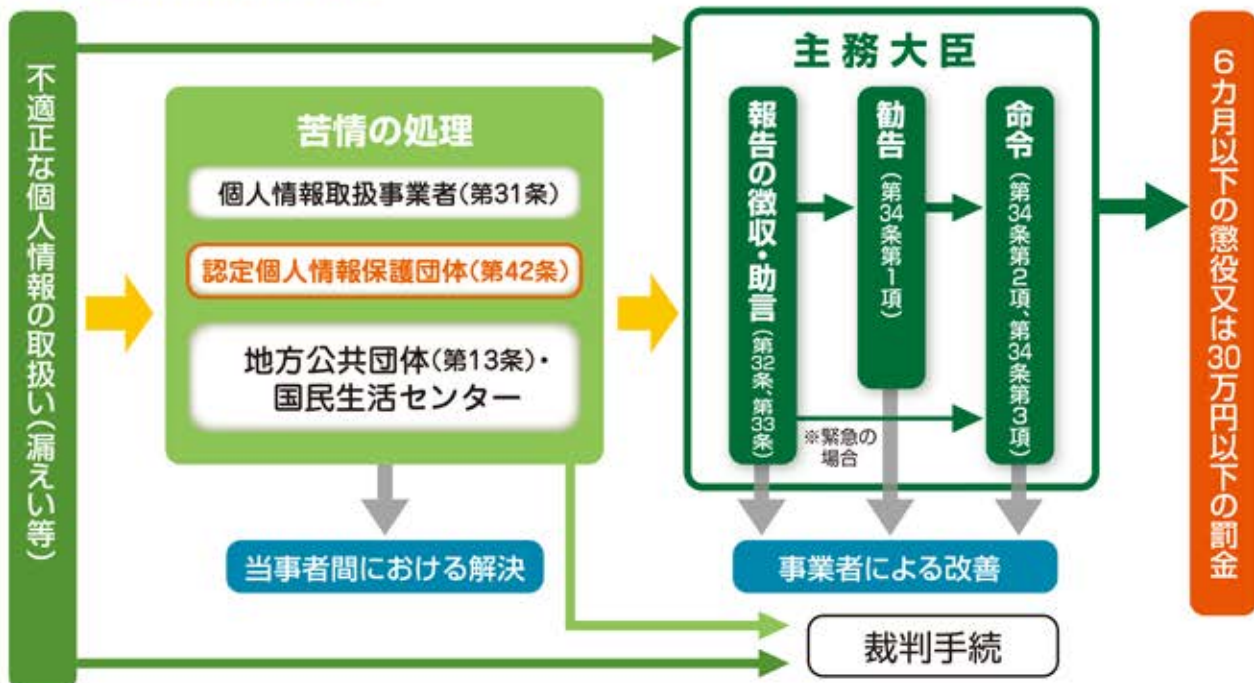 不適正な個人情報の取扱い(漏えい等)
苦情の処理
個人情報取扱事業者(第31条)
認定個人情報保護団体(第42条)
地方公共団体(第13条)・
国民生活センター
当事者間における解決
主務大臣
報告の徴収・助言(第32条、第33条)
勧告(第34条第1項)
命令(第34条第2項、第34条第3項)
※緊急の
場合
事業者による改善
裁判手続
6カ月以下の懲役又は30万円以下の罰金